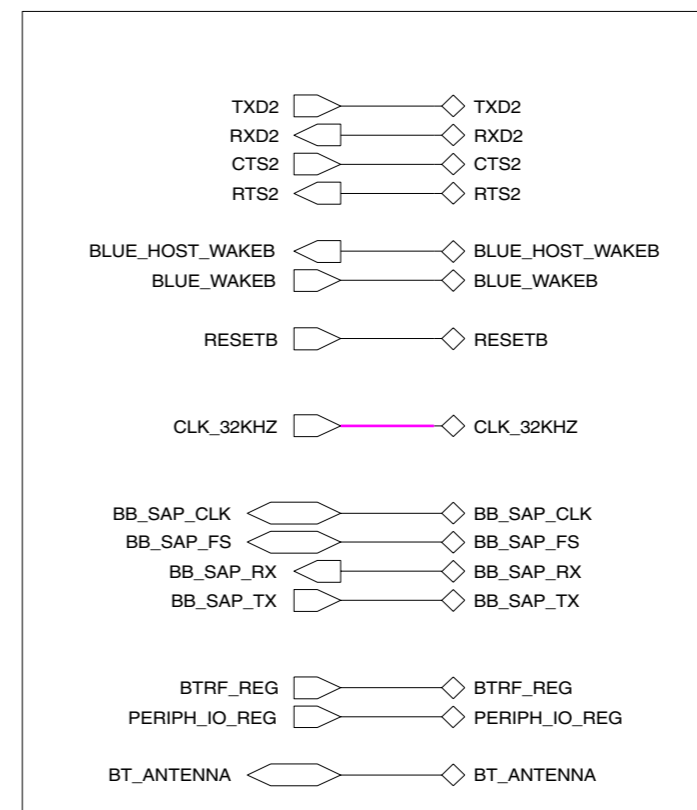 TXD2 TXD2
RXD2 RXD2
CTS2 CTS2
RTS2 RTS2
BLUE_HOST_WAKEB BLUE_HOST_WAKEB
BLUE_WAKEB BLUE_WAKEB
RESETB RESETB
CLK_32KHZ CLK_32KHZ
BB_SAP_CLK BB_SAP_CLK
BB_SAP_FS BB_SAP_FS
BB_SAP_RX BB_SAP_RX
BB_SAP_TX BB_SAP_TX
BTRF_REG BTRF_REG
PERIPH_IO_REG PERIPH_IO_REG
BT_ANTENNA BT_ANTENNA